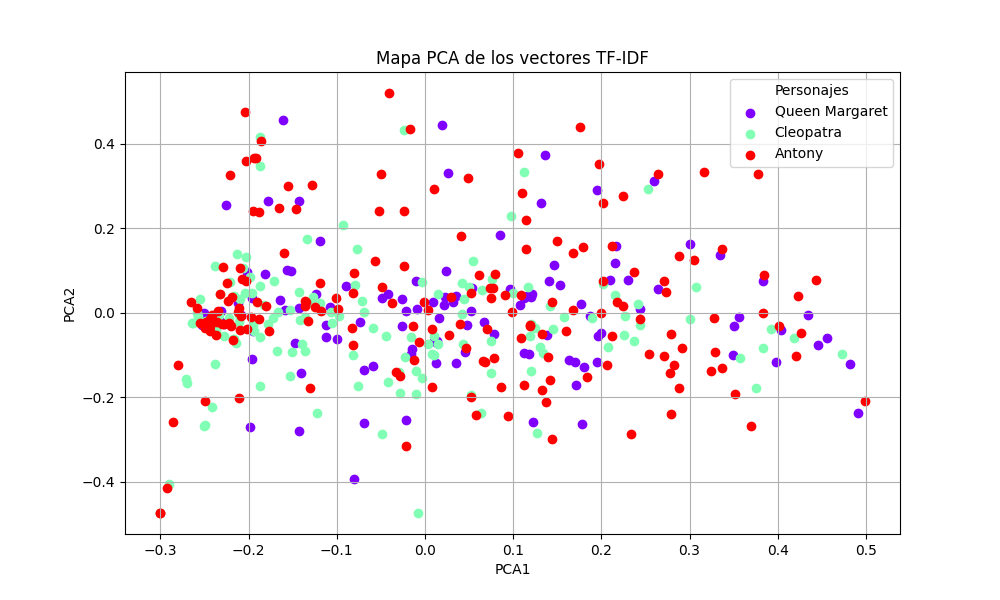 Mapa PCA de los vectores TF-IDF
Personajes
Queen Margaret
Cleopatra
Antony
PCA2
0.4
0.2
0.0
−0.2
−0.4
−0.3
−0.2
−0.1
0.0
0.1
0.2
0.3
0.4
0.5
PCA1